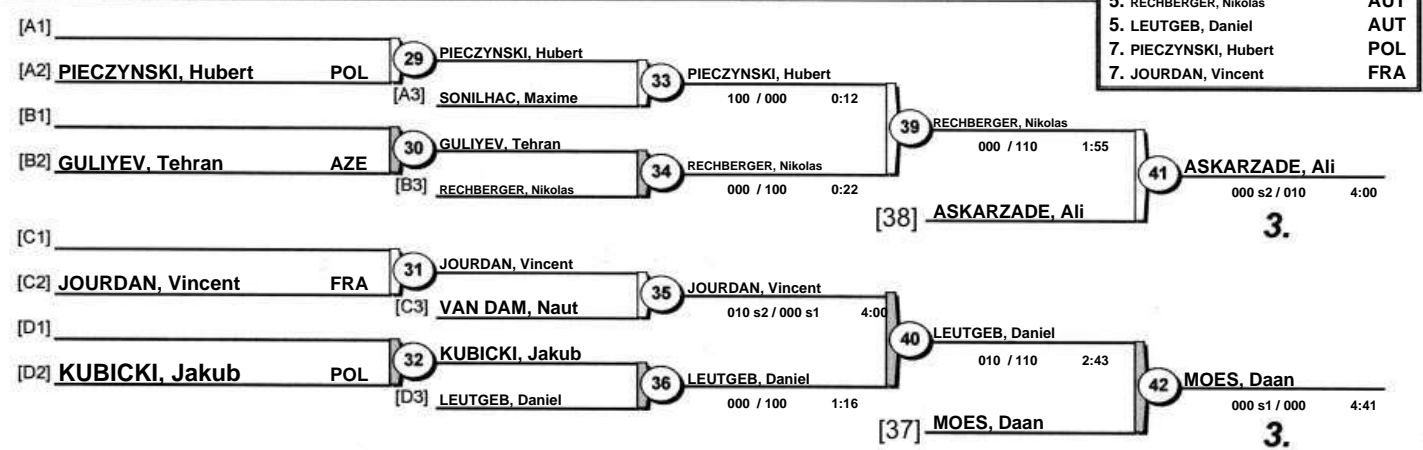 5. RECHBERGER, Nikolas AUT
5. LEUTGEB, Daniel AUT
7. PIECZYNSKI, Hubert POL
7. JOURDAN, Vincent FRA
[A1]
[A2] PIECZYNSKI, Hubert POL
29
PIECZYNSKI, Hubert
[A3] SONILHAC, Maxime
33
PIECZYNSKI, Hubert
100 / 000 0:12
[B1]
[B2] GULIYEV, Tehran AZE
30
GULIYEV, Tehran
[B3] RECHBERGER, Nikolas
34
RECHBERGER, Nikolas
000 / 100 0:22
39
RECHBERGER, Nikolas
000 / 110 1:55
[38] ASKARZADE, Ali
41
ASKARZADE, Ali
000 s2 / 010 4:00
3.
[C1]
[C2] JOURDAN, Vincent FRA
31
JOURDAN, Vincent
[C3] VAN DAM, Naut
35
JOURDAN, Vincent
010 s2 / 000 s1 4:00
[D1]
[D2] KUBICKI, Jakub POL
32
KUBICKI, Jakub
[D3] LEUTGEB, Daniel
36
LEUTGEB, Daniel
000 / 100 1:16
40
LEUTGEB, Daniel
010 / 110 2:43
[37] MOES, Daan
42
MOES, Daan
000 s1 / 000 4:41
3.